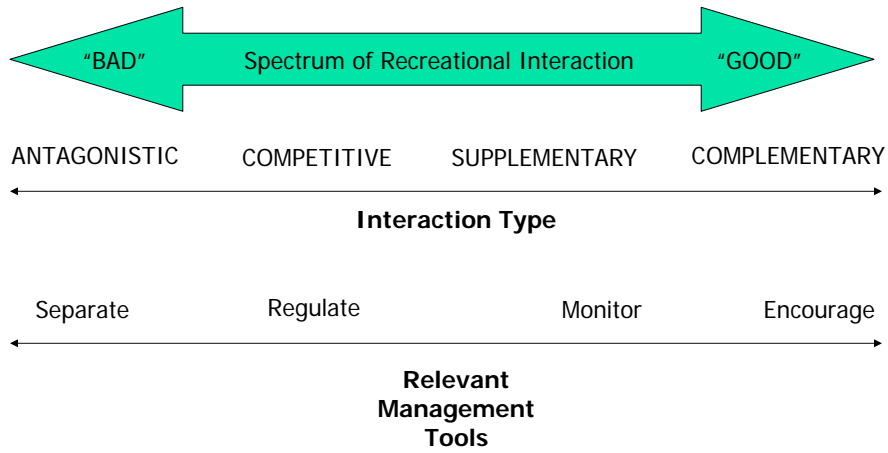 “BAD” Spectrum of Recreational Interaction “GOOD”
ANTAGONISTIC COMPETITIVE SUPPLEMENTARY COMPLEMENTARY
Interaction Type
Separate Regulate Monitor Encourage
Relevant
Management
Tools